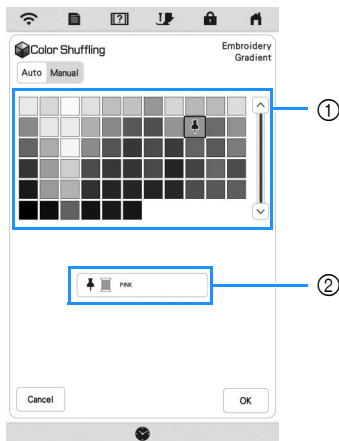 Color Shuffling
Embroidery
Gradient
Auto Manual
①
PINK
②
Cancel
OK